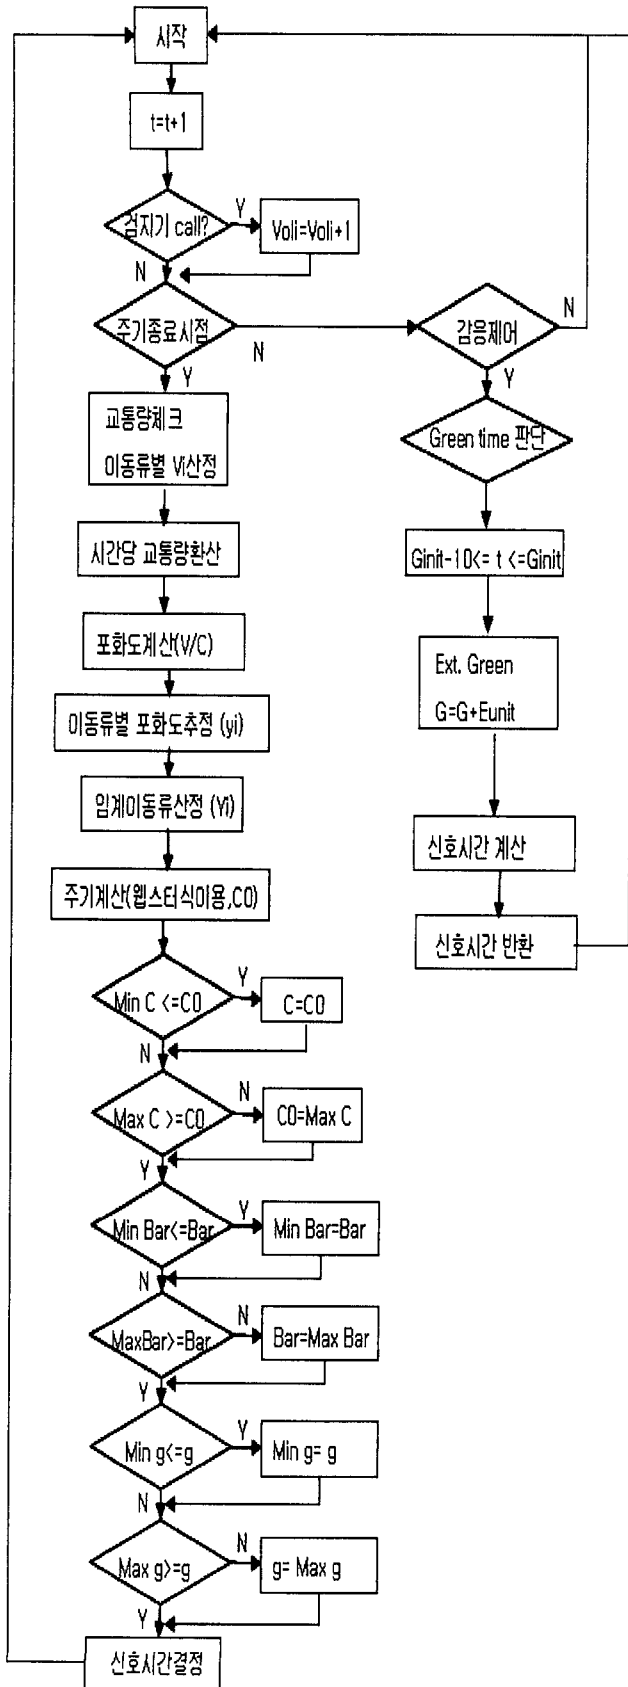 시작
t=t+1
검지기 call?
Y
Voli=Voli+1
N
주기종료시점
N
Y
감응제어
N
Y
Green time 판단
Ginit-10<= t <=Ginit
Ext. Green
G=G+Eunit
신호시간 계산
신호시간 반환
교통량체크
이동류별 Vi산정
시간당 교통량환산
포화도계산(V/C)
이동류별 포화도추정 (yi)
임계이동류산정 (Yi)
주기계산(웹스터식이용,C0)
Min C <=C0
Y
C=C0
N
Max C >=C0
N
C0=Max C
Y
Min Bar<=Bar
Y
Min Bar=Bar
N
MaxBar>=Bar
N
Bar=Max Bar
Y
Min g<=g
Y
Min g= g
N
Max g>=g
N
g= Max g
Y
신호시간결정